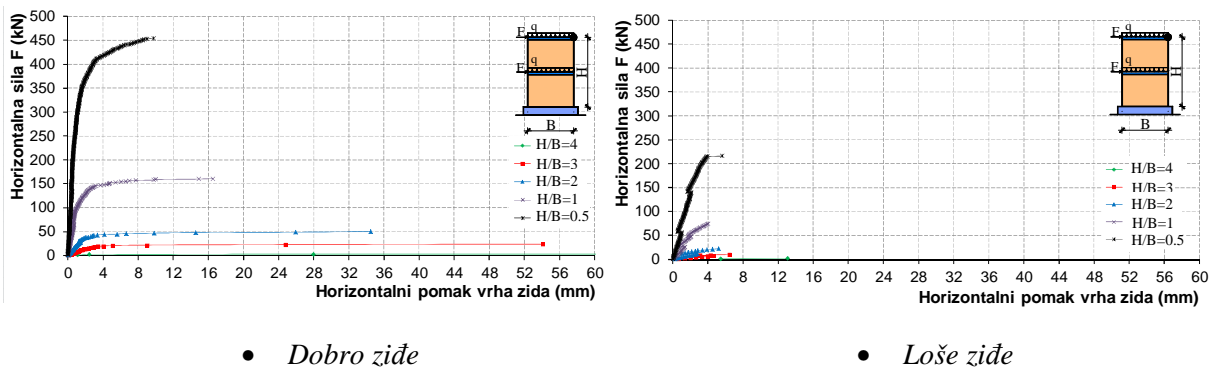 Horizontalna sila F (kN)
500
450
400
350
300
250
200
150
100
50
0
0 4 8 12 16 20 24 28 32 36 40 44 48 52 56 60
Horizontalni pomak vrha zida (mm)
F q
F q
H
B
H/B=4
H/B=3
H/B=2
H/B=1
H/B=0.5
Horizontalna sila F (kN)
500
450
400
350
300
250
200
150
100
50
0
0 4 8 12 16 20 24 28 32 36 40 44 48 52 56 60
Horizontalni pomak vrha zida (mm)
F q
F q
H
B
H/B=4
H/B=3
H/B=2
H/B=1
H/B=0.5
• Dobro ziđe
• Loše ziđe